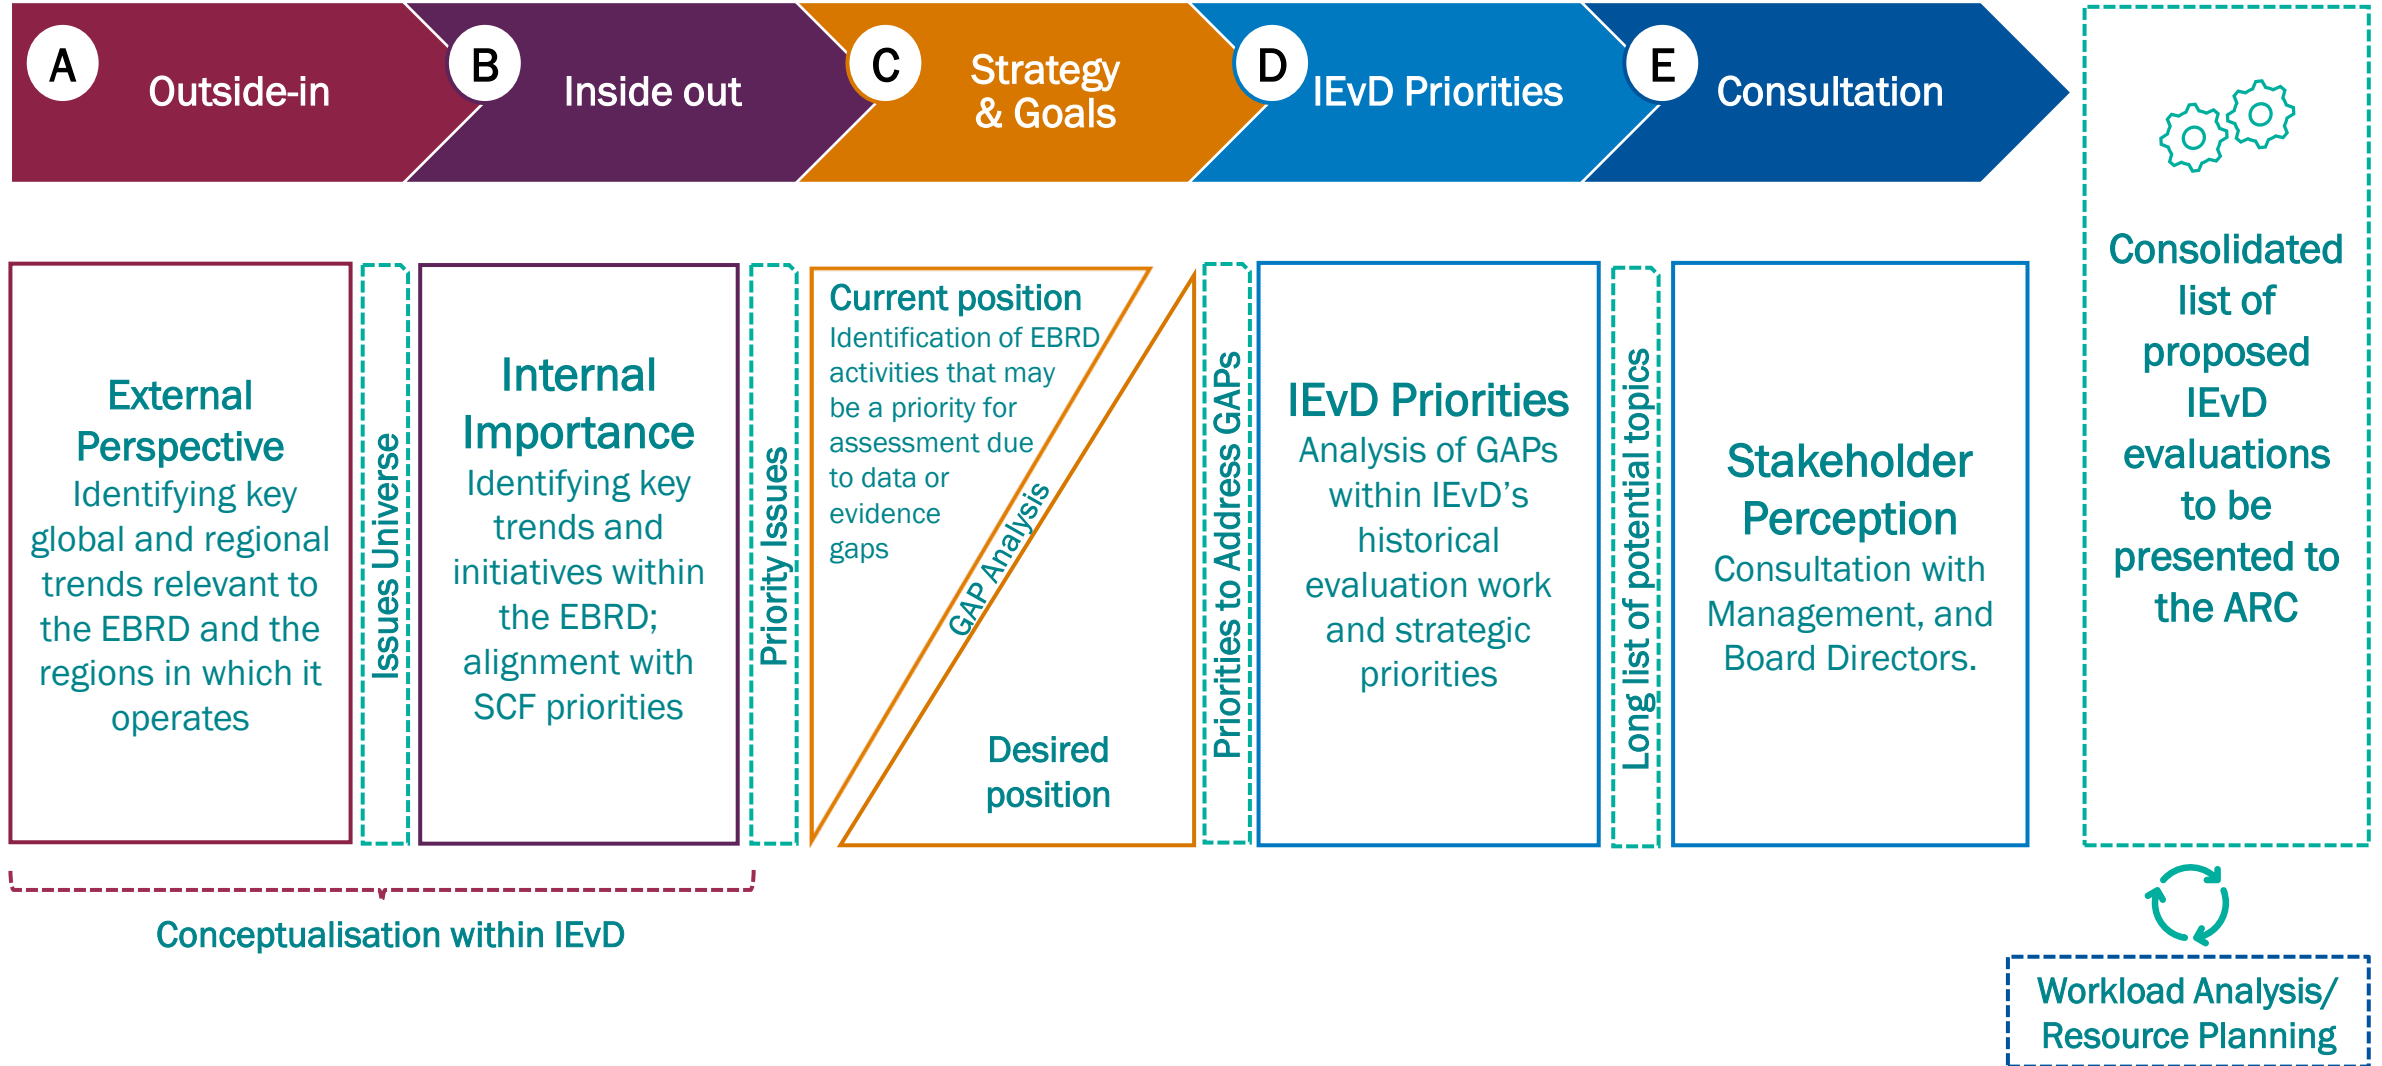 A
Outside-in
B
Inside out
C
Strategy
& Goals
D
IEvD Priorities
E
Consultation
External
Perspective
Identifying key
global and regional
trends relevant to
the EBRD and the
regions in which it
operates
Issues Universe
Internal
Importance
Identifying key
trends and
initiatives within
the EBRD;
alignment with
SCF priorities
Priority Issues
Current position
Identification of EBRD
activities that may
be a priority for
assessment due
to data or
evidence
gaps
GAP Analysis
Desired
position
Priorities to Address GAPs
IEvD Priorities
Analysis of GAPs
within IEvD's
historical
evaluation work
and strategic
priorities
Long list of potential topics
Stakeholder
Perception
Consultation with
Management, and
Board Directors.
Consolidated
list of
proposed
IEvD
evaluations
to be
presented to
the ARC
Conceptualisation within IEvD
Workload Analysis/
Resource Planning